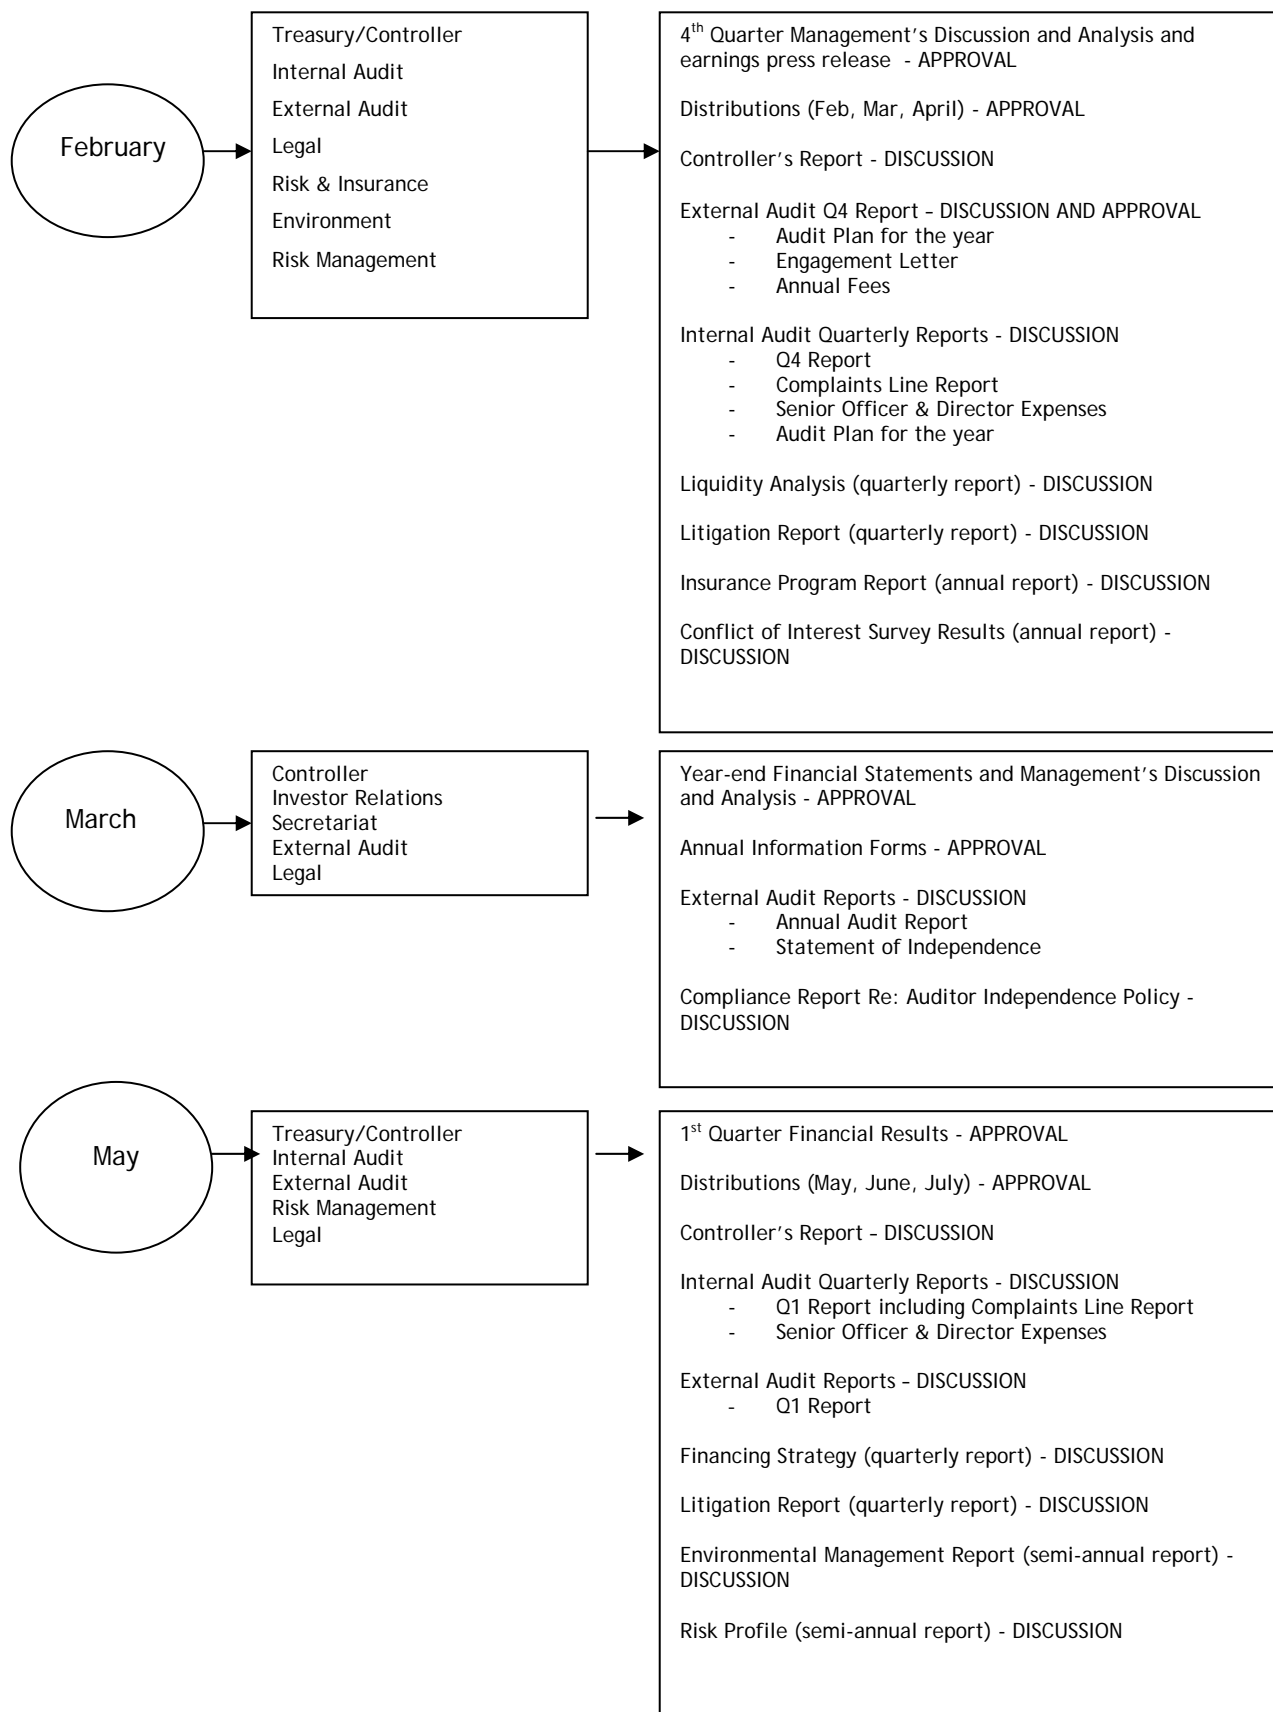 February
Treasury/Controller
Internal Audit
External Audit
Legal
Risk & Insurance
Environment
Risk Management
4th Quarter Management's Discussion and Analysis and
earnings press release - APPROVAL
Distributions (Feb, Mar, April) - APPROVAL
Controller's Report - DISCUSSION
External Audit Q4 Report – DISCUSSION AND APPROVAL
- Audit Plan for the year
- Engagement Letter
- Annual Fees
Internal Audit Quarterly Reports - DISCUSSION
- Q4 Report
- Complaints Line Report
- Senior Officer & Director Expenses
- Audit Plan for the year
Liquidity Analysis (quarterly report) - DISCUSSION
Litigation Report (quarterly report) - DISCUSSION
Insurance Program Report (annual report) - DISCUSSION
Conflict of Interest Survey Results (annual report) -
DISCUSSION
March
Controller
Investor Relations
Secretariat
External Audit
Legal
Year-end Financial Statements and Management's Discussion
and Analysis - APPROVAL
Annual Information Forms - APPROVAL
External Audit Reports - DISCUSSION
- Annual Audit Report
- Statement of Independence
Compliance Report Re: Auditor Independence Policy -
DISCUSSION
May
Treasury/Controller
Internal Audit
External Audit
Risk Management
Legal
1st Quarter Financial Results - APPROVAL
Distributions (May, June, July) - APPROVAL
Controller's Report – DISCUSSION
Internal Audit Quarterly Reports - DISCUSSION
- Q1 Report including Complaints Line Report
- Senior Officer & Director Expenses
External Audit Reports – DISCUSSION
- Q1 Report
Financing Strategy (quarterly report) - DISCUSSION
Litigation Report (quarterly report) - DISCUSSION
Environmental Management Report (semi-annual report) -
DISCUSSION
Risk Profile (semi-annual report) - DISCUSSION